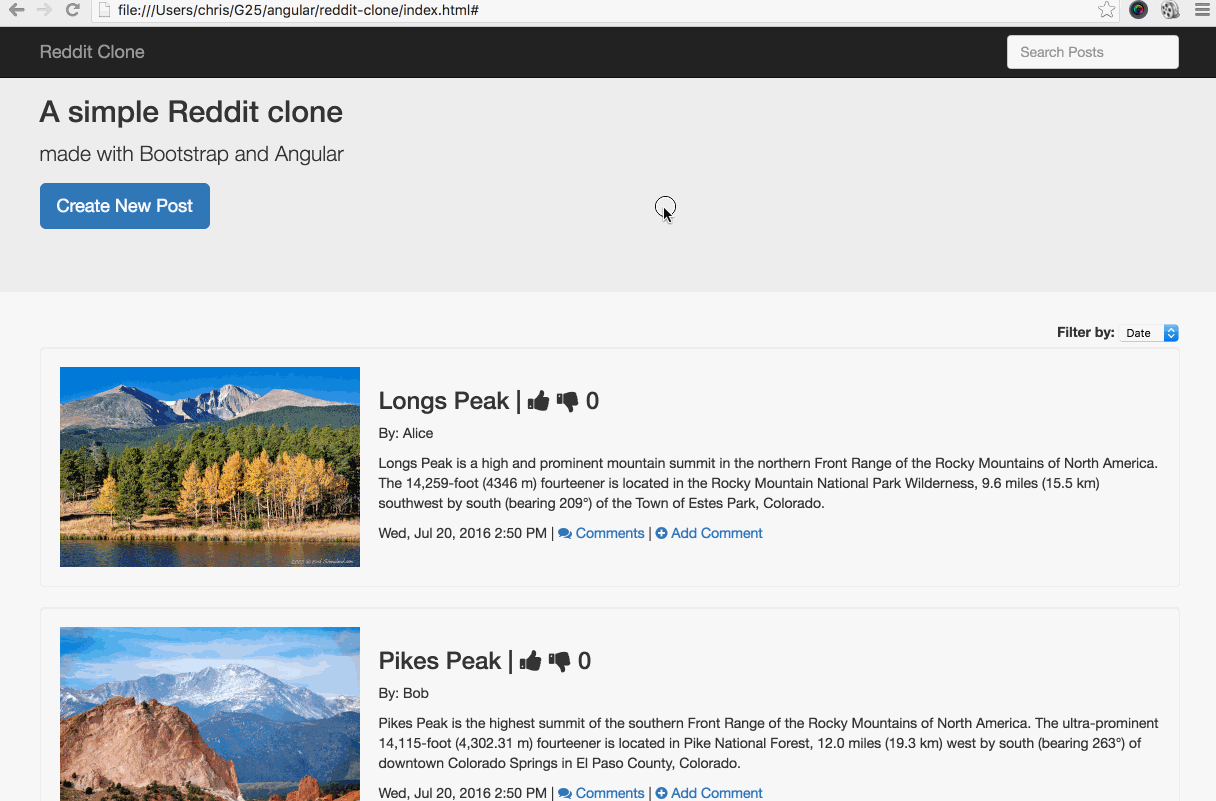 file:///Users/chris/G25/angular/reddit-clone/index.html#
Reddit Clone
Search Posts
A simple Reddit clone
made with Bootstrap and Angular
Create New Post
Filter by: Date
Longs Peak | 0
By: Alice
Longs Peak is a high and prominent mountain summit in the northern Front Range of the Rocky Mountains of North America.
The 14,259-foot (4346 m) fourteener is located in the Rocky Mountain National Park Wilderness, 9.6 miles (15.5 km)
southwest by south (bearing 209°) of the Town of Estes Park, Colorado.
Wed, Jul 20, 2016 2:50 PM | Comments | Add Comment
Pikes Peak | 0
By: Bob
Pikes Peak is the highest summit of the southern Front Range of the Rocky Mountains of North America. The ultra-prominent
14,115-foot (4,302.31 m) fourteener is located in Pike National Forest, 12.0 miles (19.3 km) west by south (bearing 263°) of
downtown Colorado Springs in El Paso County, Colorado.
Wed, Jul 20, 2016 2:50 PM | Comments | Add Comment